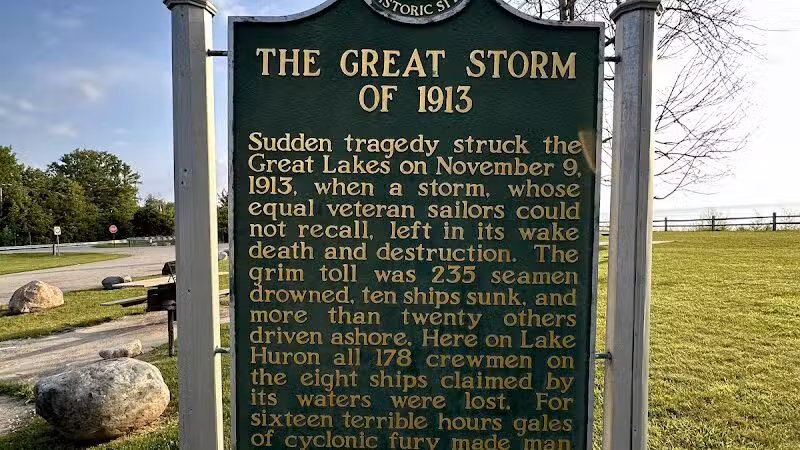 HISTORIC SI
THE GREAT STORM
OF 1913
Sudden tragedy struck the
Great Lakes on November 9,
1913, when a storm, whose
equal veteran sailors could
not recall, left in its wake
death and destruction. The
grim toll was 235 seamen
drowned, ten ships sunk, and
more than twenty others
driven ashore. Here on Lake
Huron all 178 crewmen on
the eight ships claimed by
its waters were lost. For
sixteen terrible hours gales
of cyclonic fury made man